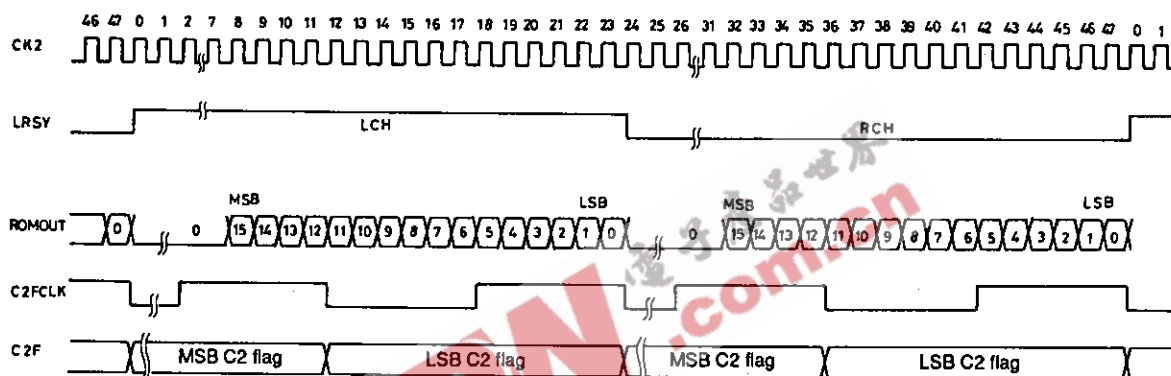 46 47 0 1 2 7 8 9 10 11 12 13 14 15 16 17 18 19 20 21 22 23 24 25 26 31 32 33 34 35 36 37 38 39 40 41 42 43 44 45 46 47 0 1
CK2
LRSY LCH RCH
MSB LSB MSB LSB
ROMOUT 0 0 15 14 13 12 11 10 9 8 7 6 5 4 3 2 1 0 0 15 14 13 12 11 10 9 8 7 6 5 4 3 2 1 0
C2FCLK
C2F MSB C2 flag LSB C2 flag MSB C2 flag LSB C2 flag
.com.cn